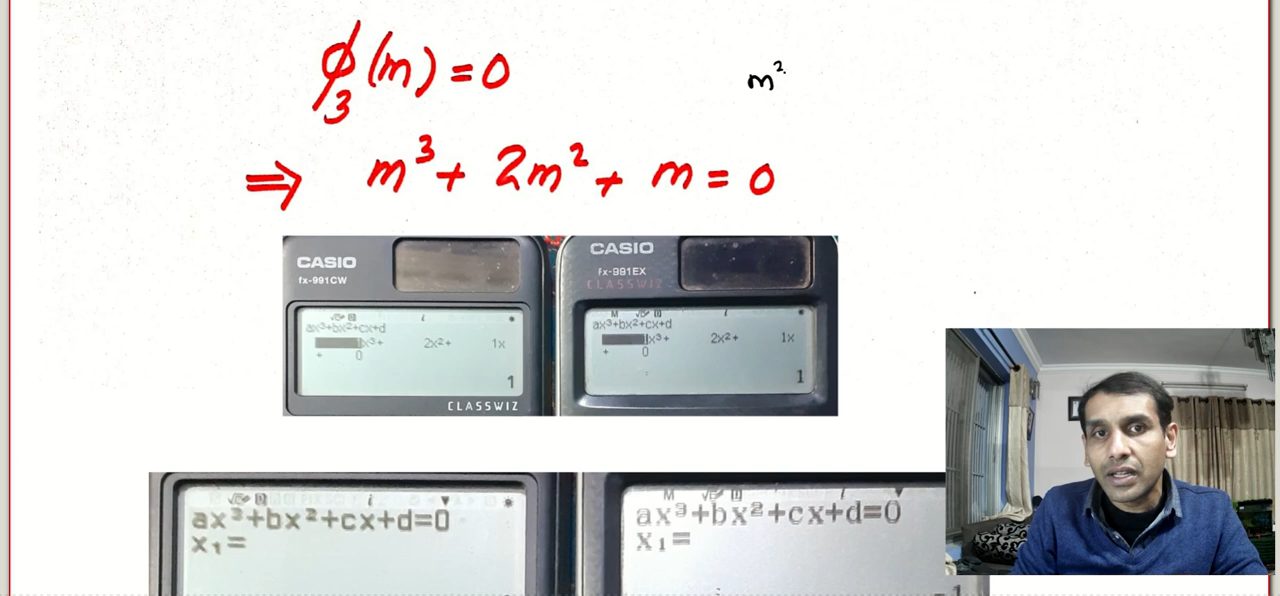 ϕ₃(m) = 0
m².
⇒ m³ + 2m² + m = 0
CASIO
fx-991CW
ax³+bx²+cx+d
x³+ 2x²+ 1x
+ 0
1
CLASSWIZ
CASIO
fx-991EX
CLASSWIZ
M √ D i
ax³+bx²+cx+d
x³+ 2x²+ 1x
+ 0
1
ax³+bx²+cx+d=0
x₁=
M
ax³+bx²+cx+d=0
x₁=